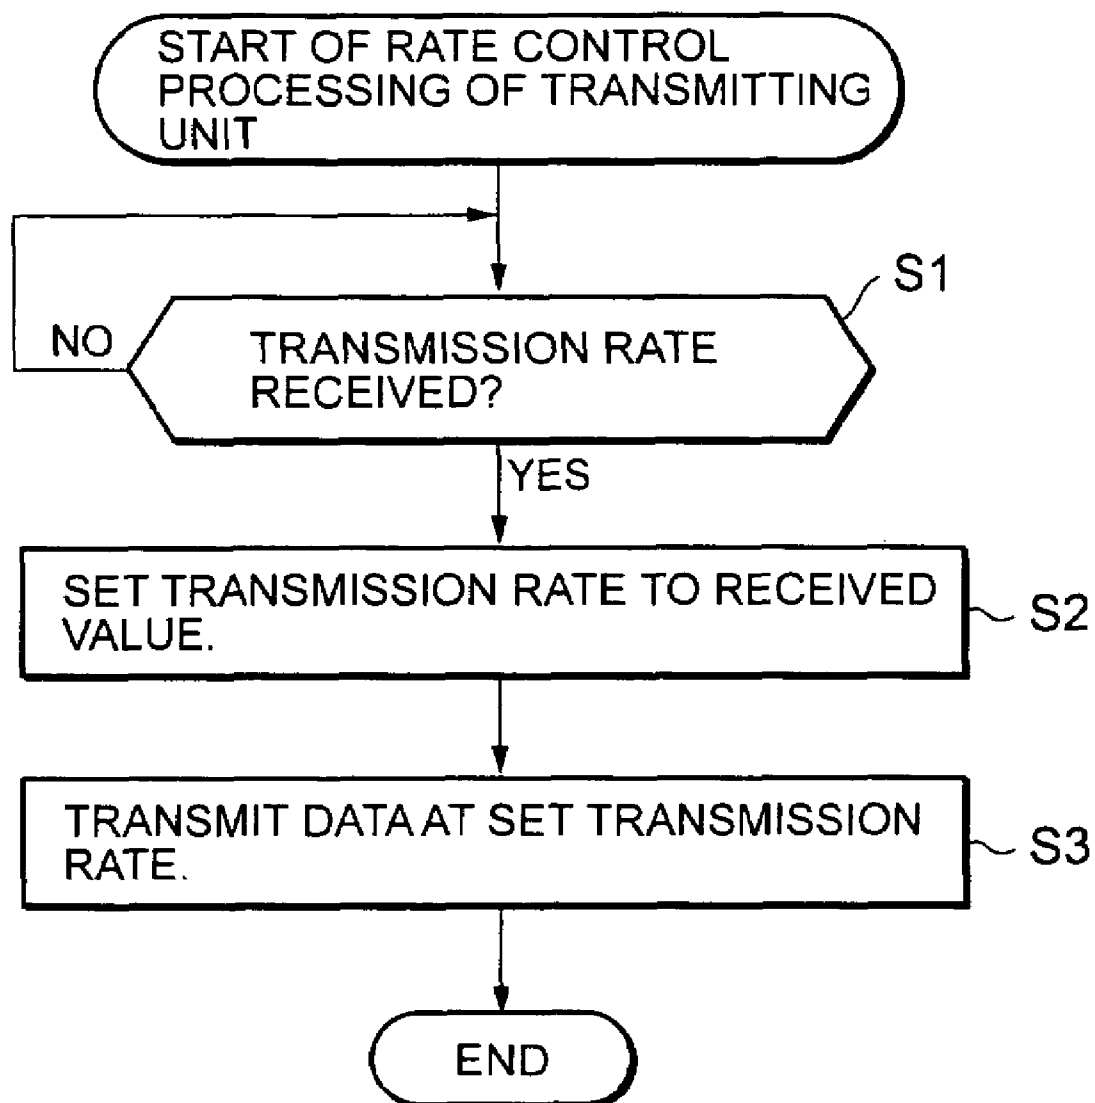 START OF RATE CONTROL
PROCESSING OF TRANSMITTING
UNIT
S1
NO
TRANSMISSION RATE
RECEIVED?
YES
SET TRANSMISSION RATE TO RECEIVED
VALUE.
S2
TRANSMIT DATA AT SET TRANSMISSION
RATE.
S3
END